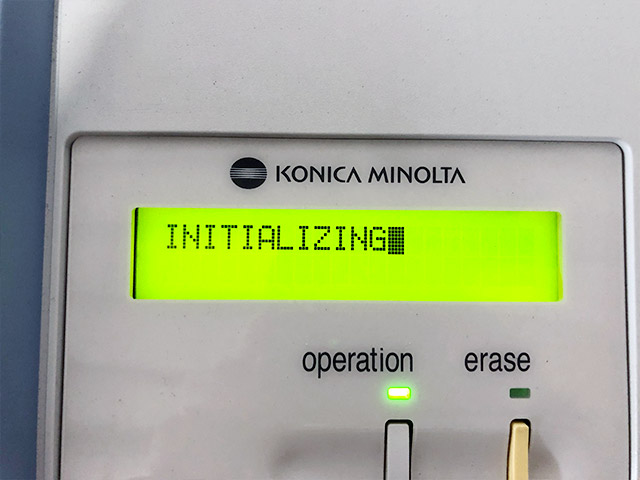 KONICA MINOLTA
INITIALIZING
operation erase